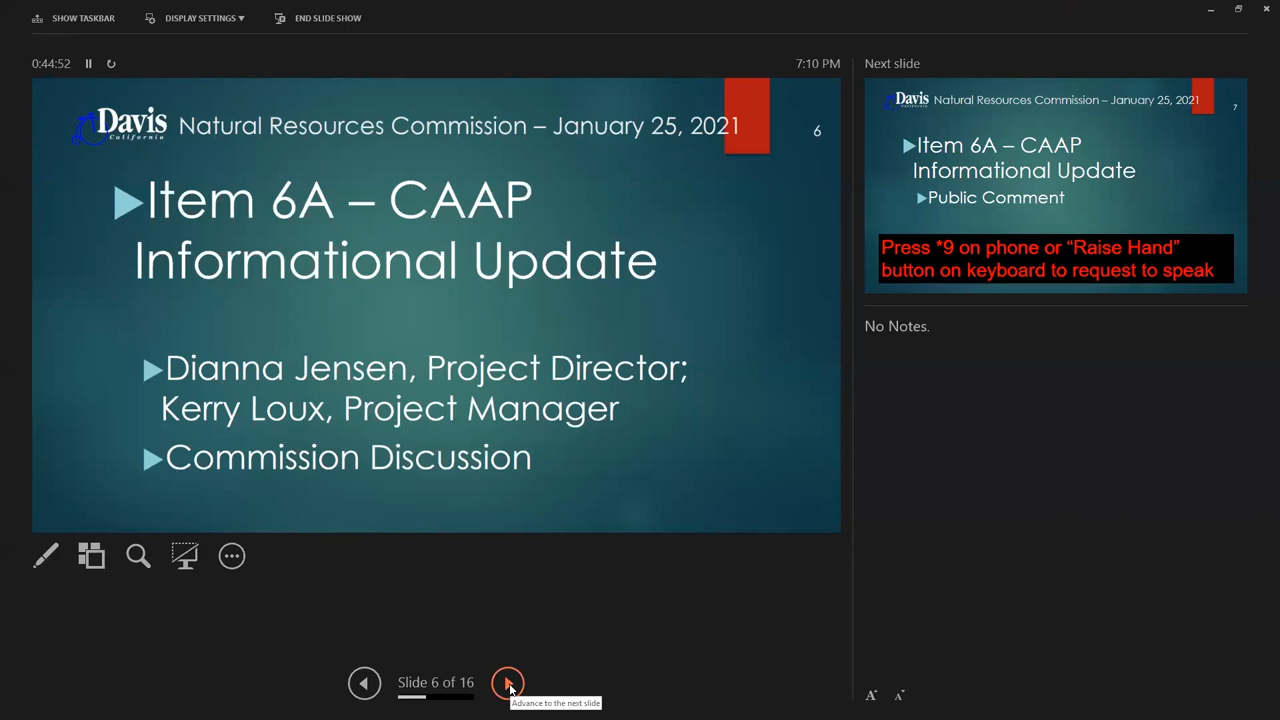 SHOW TASKBAR
DISPLAY SETTINGS ▼
END SLIDE SHOW
0:44:52
7:10 PM
Davis
California
Natural Resources Commission – January 25, 2021
6
Item 6A – CAAP
Informational Update
Dianna Jensen, Project Director;
Kerry Loux, Project Manager
Commission Discussion
Next slide
Davis
Natural Resources Commission – January 25, 2021
7
Item 6A – CAAP
Informational Update
Public Comment
Press *9 on phone or “Raise Hand”
button on keyboard to request to speak
No Notes.
Slide 6 of 16
Advance to the next slide
A
A